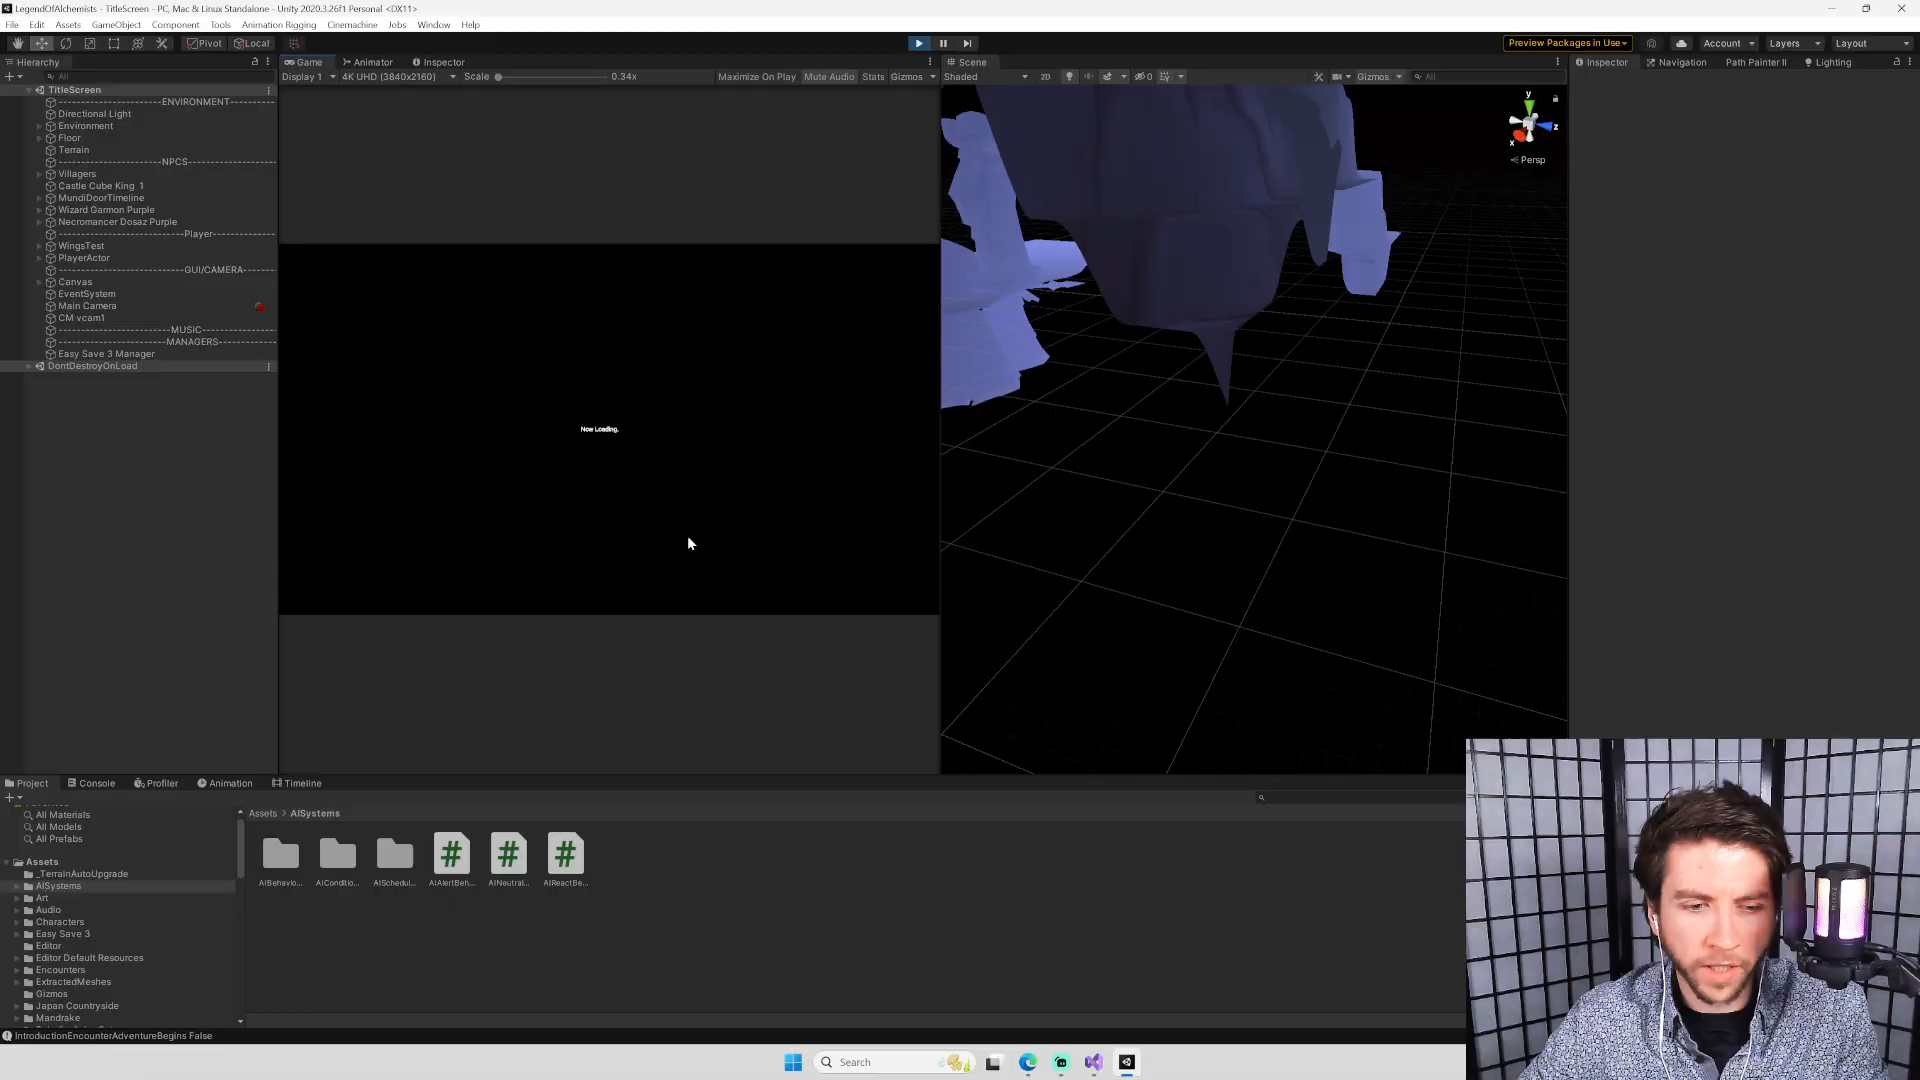 LegendOfAlchemists - TitleScreen - PC, Mac & Linux Standalone - Unity 2020.3.26f1 Personal <DX11>
File Edit Assets GameObject Component Tools Animation Rigging Cinemachine Jobs Window Help
Pivot Local Preview Packages in Use Account Layers Layout
Hierarchy Game Animator Inspector Scene Inspector Navigation Path Painter II Lighting
All Display 1 4K UHD (3840x2160) Scale 0.34x Maximize On Play Mute Audio Stats Gizmos Shaded 2D 0 Gizmos All
TitleScreen
--------------------------ENVIRONMENT----------
Directional Light
Environment
Floor
Terrain
--------------------------NPCS------------------
Villagers
Castle Cube King 1
MundiDoorTimeline
Wizard Garmon Purple
Necromancer Dosaz Purple
-------------------------------Player---------------
WingsTest
PlayerActor
-------------------------------GUI/CAMERA-------
Canvas
EventSystem
Main Camera
CM vcam1
----------------------------MUSIC---------------
---------------------------MANAGERS------------
Easy Save 3 Manager
DontDestroyOnLoad
y
z
x
Persp
Now Loading.
Project Console Profiler Animation Timeline
All Materials
All Models
All Prefabs
Assets
_TerrainAutoUpgrade
AISystems
Art
Audio
Characters
Easy Save 3
Editor
Editor Default Resources
Encounters
ExtractedMeshes
Gizmos
Japan Countryside
Mandrake
Assets > AISystems
AIBehavio... AIConditio... AISchedul... AIAlertBeh... AINeutral... AIReactBe...
IntroductionEncounterAdventureBegins False
Search